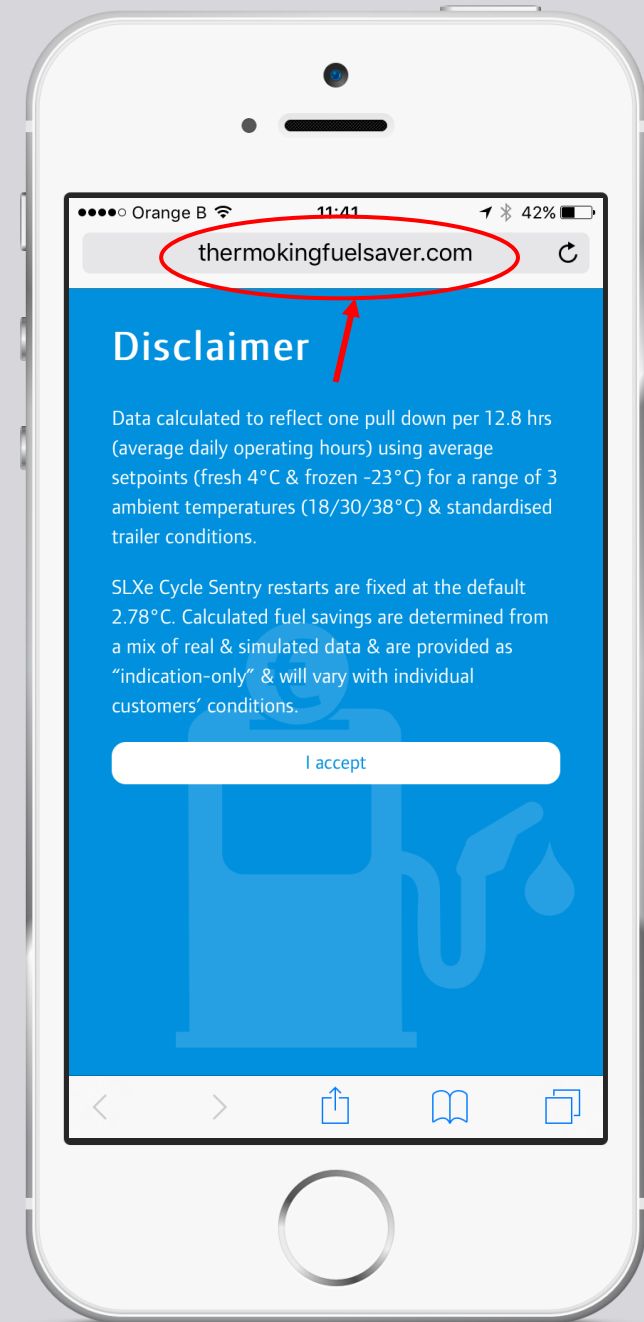 Orange B 11:41 42%
thermokingfuelsaver.com
Disclaimer
Data calculated to reflect one pull down per 12.8 hrs
(average daily operating hours) using average
setpoints (fresh 4°C & frozen -23°C) for a range of 3
ambient temperatures (18/30/38°C) & standardised
trailer conditions.
SLXe Cycle Sentry restarts are fixed at the default
2.78°C. Calculated fuel savings are determined from
a mix of real & simulated data & are provided as
“indication-only” & will vary with individual
customers’ conditions.
I accept